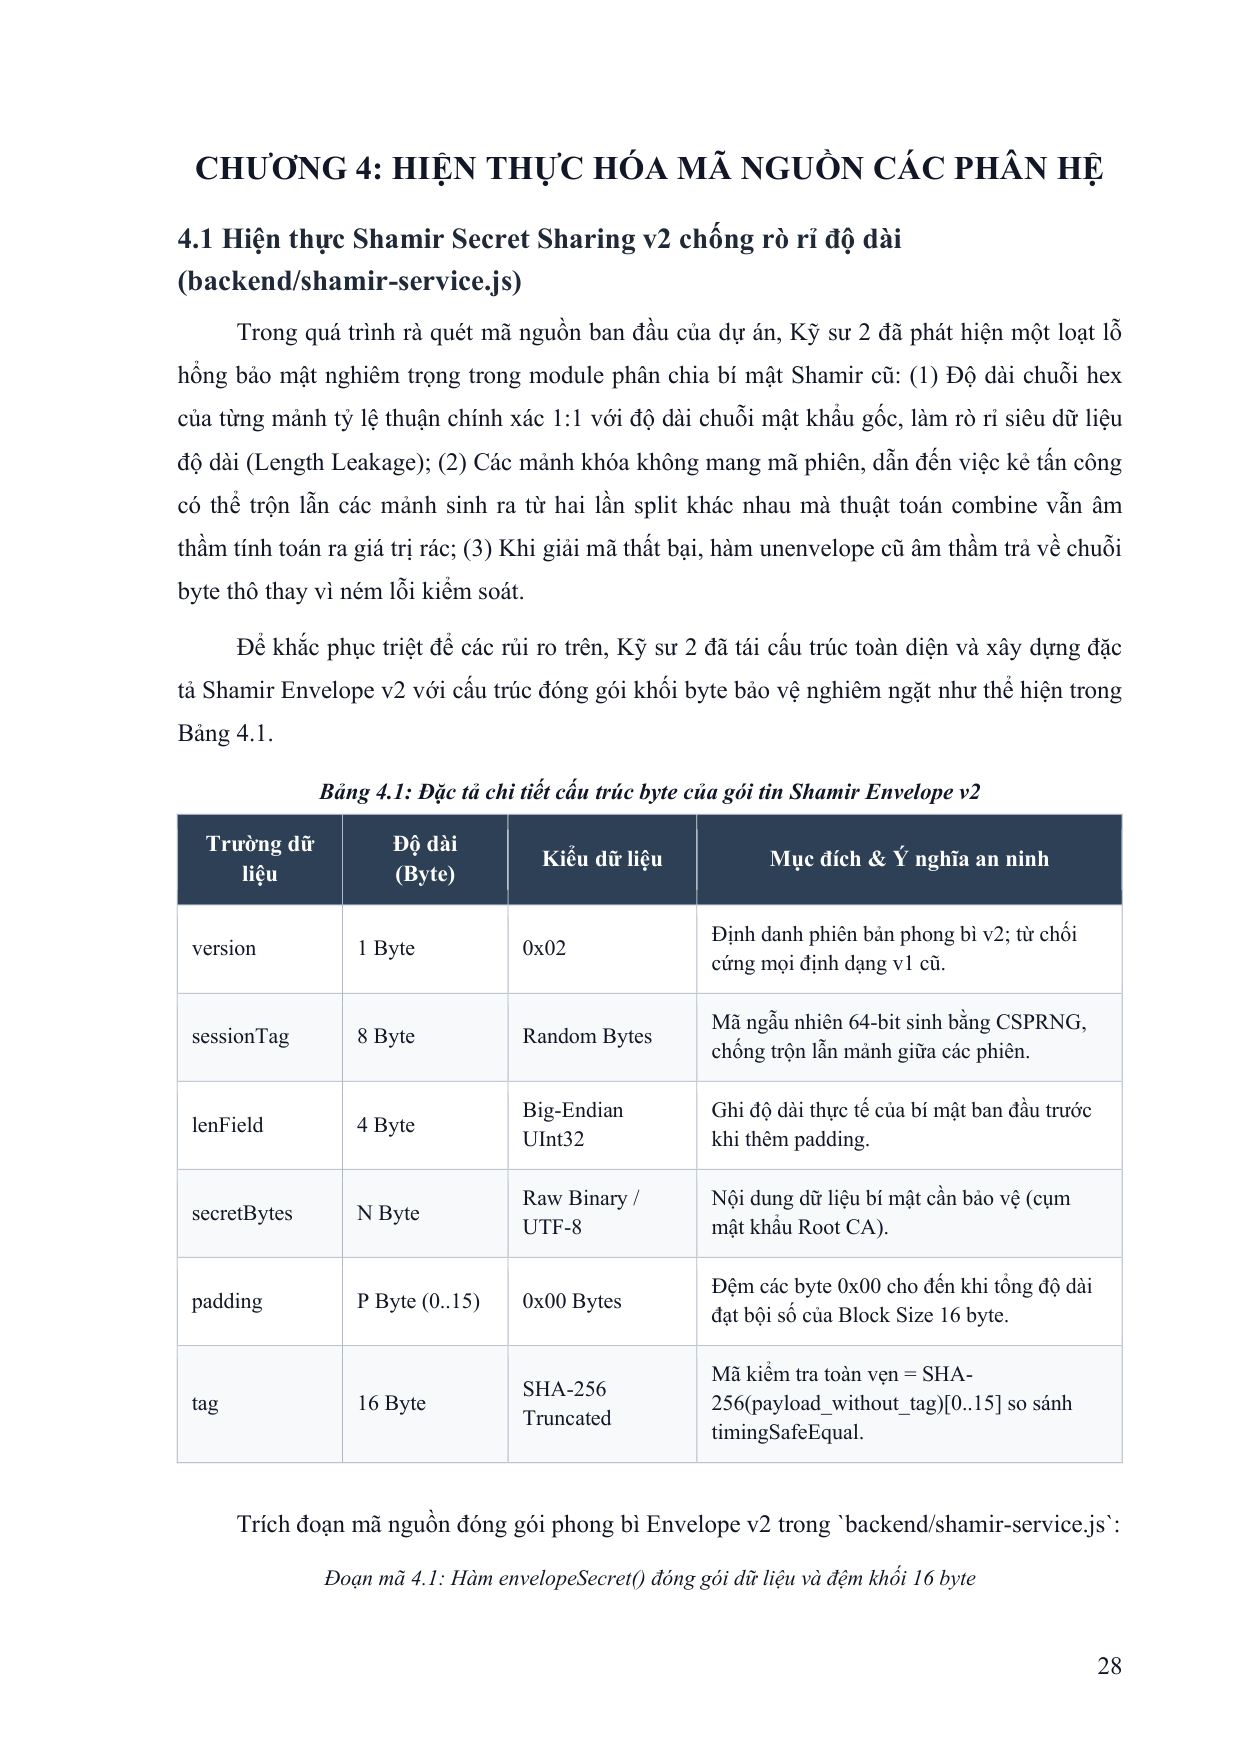 CHƯƠNG 4: HIỆN THỰC HÓA MÃ NGUỒN CÁC PHÂN HỆ
4.1 Hiện thực Shamir Secret Sharing v2 chống rò rỉ độ dài
(backend/shamir-service.js)
Trong quá trình rà quét mã nguồn ban đầu của dự án, Kỹ sư 2 đã phát hiện một loạt lỗ
hổng bảo mật nghiêm trọng trong module phân chia bí mật Shamir cũ: (1) Độ dài chuỗi hex
của từng mảnh tỷ lệ thuận chính xác 1:1 với độ dài chuỗi mật khẩu gốc, làm rò rỉ siêu dữ liệu
độ dài (Length Leakage); (2) Các mảnh khóa không mang mã phiên, dẫn đến việc kẻ tấn công
có thể trộn lẫn các mảnh sinh ra từ hai lần split khác nhau mà thuật toán combine vẫn âm
thầm tính toán ra giá trị rác; (3) Khi giải mã thất bại, hàm unenvelope cũ âm thầm trả về chuỗi
byte thô thay vì ném lỗi kiểm soát.
Để khắc phục triệt để các rủi ro trên, Kỹ sư 2 đã tái cấu trúc toàn diện và xây dựng đặc
tả Shamir Envelope v2 với cấu trúc đóng gói khối byte bảo vệ nghiêm ngặt như thể hiện trong
Bảng 4.1.
Bảng 4.1: Đặc tả chi tiết cấu trúc byte của gói tin Shamir Envelope v2
Trường dữ
liệu
Độ dài
(Byte)
Kiểu dữ liệu
Mục đích & Ý nghĩa an ninh
version
1 Byte
0x02
Định danh phiên bản phong bì v2; từ chối
cứng mọi định dạng v1 cũ.
sessionTag
8 Byte
Random Bytes
Mã ngẫu nhiên 64-bit sinh bằng CSPRNG,
chống trộn lẫn mảnh giữa các phiên.
lenField
4 Byte
Big-Endian
UInt32
Ghi độ dài thực tế của bí mật ban đầu trước
khi thêm padding.
secretBytes
N Byte
Raw Binary /
UTF-8
Nội dung dữ liệu bí mật cần bảo vệ (cụm
mật khẩu Root CA).
padding
P Byte (0..15)
0x00 Bytes
Đệm các byte 0x00 cho đến khi tổng độ dài
đạt bội số của Block Size 16 byte.
tag
16 Byte
SHA-256
Truncated
Mã kiểm tra toàn vẹn = SHA-
256(payload_without_tag)[0..15] so sánh
timingSafeEqual.
Trích đoạn mã nguồn đóng gói phong bì Envelope v2 trong `backend/shamir-service.js`:
Đoạn mã 4.1: Hàm envelopeSecret() đóng gói dữ liệu và đệm khối 16 byte
28